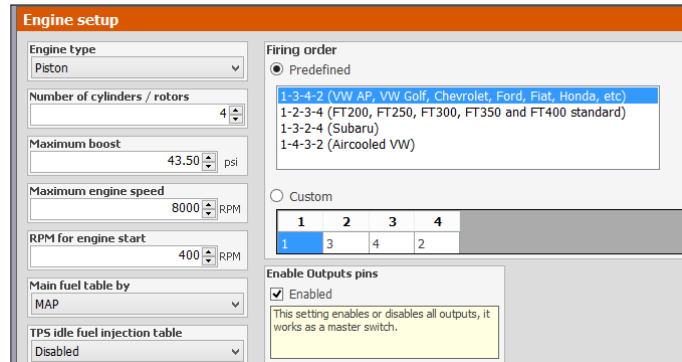 Engine setup
Engine type
Piston
Number of cylinders / rotors
4
Maximum boost
43.50 psi
Maximum engine speed
8000 RPM
RPM for engine start
400 RPM
Main fuel table by
MAP
TPS idle fuel injection table
Disabled
Firing order
Predefined
1-3-4-2 (VW AP, VW Golf, Chevrolet, Ford, Fiat, Honda, etc)
1-2-3-4 (FT200, FT250, FT300, FT350 and FT400 standard)
1-3-2-4 (Subaru)
1-4-3-2 (Aircooled VW)
Custom
1 2 3 4
1 3 4 2
Enable Outputs pins
Enabled
This setting enables or disables all outputs, it
works as a master switch.